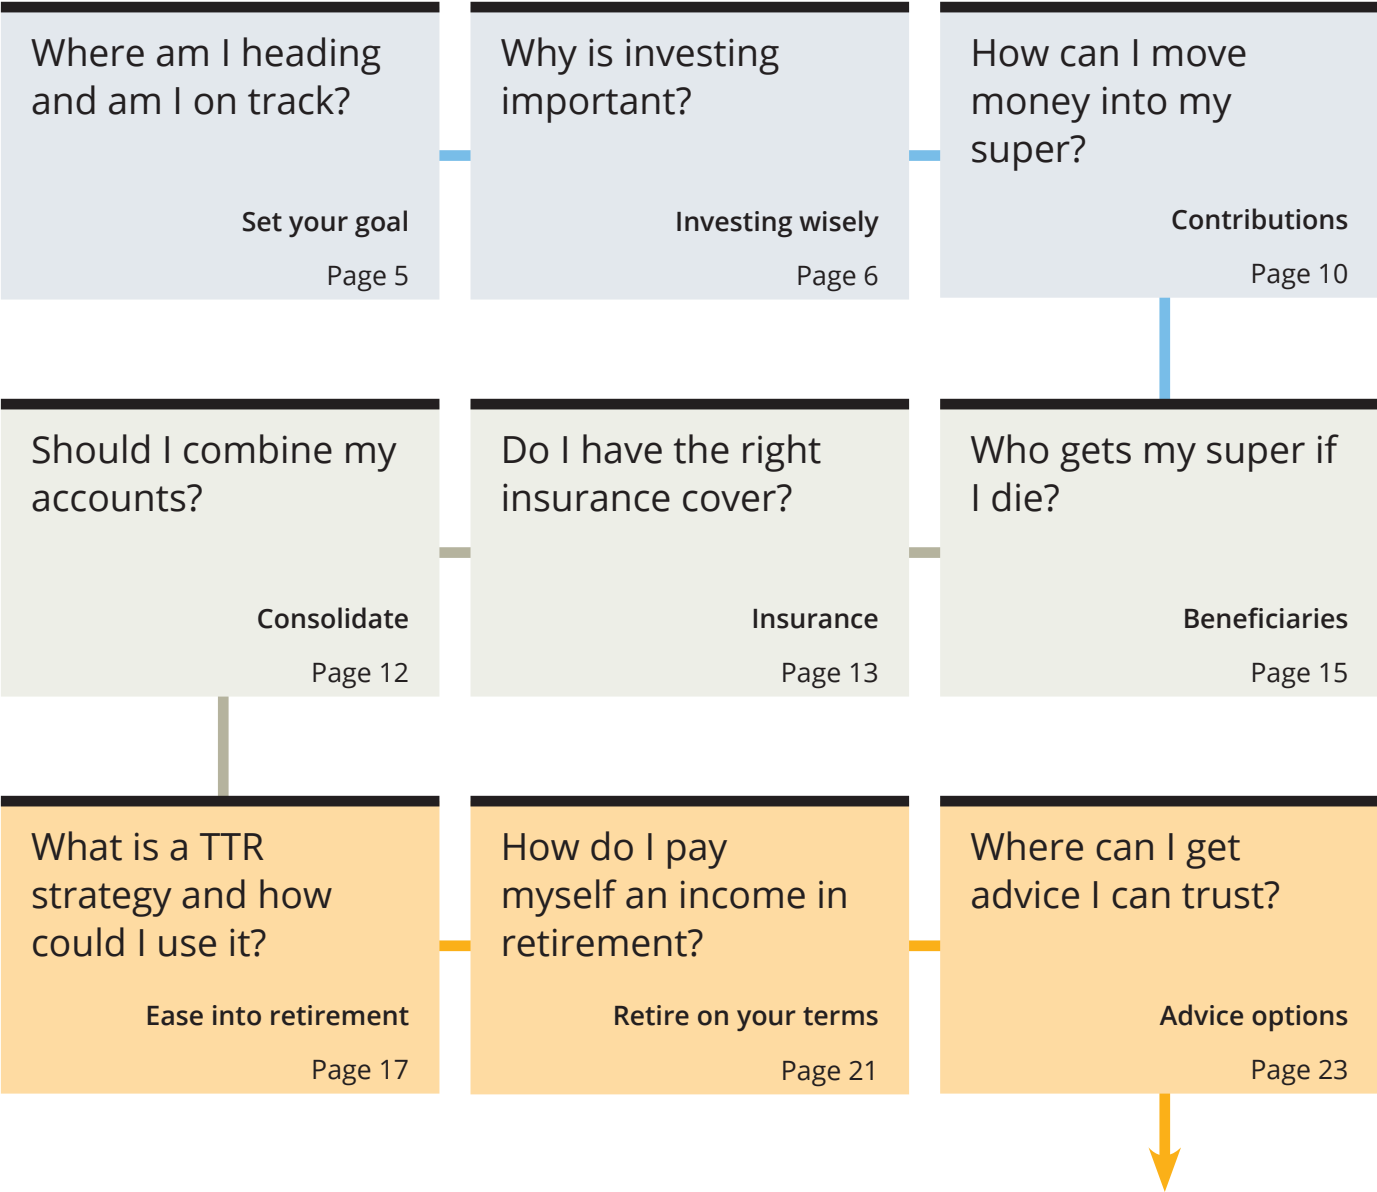 Where am I heading
and am I on track?
Set your goal
Page 5
Why is investing
important?
Investing wisely
Page 6
How can I move
money into my
super?
Contributions
Page 10
Should I combine my
accounts?
Consolidate
Page 12
Do I have the right
insurance cover?
Insurance
Page 13
Who gets my super if
I die?
Beneficiaries
Page 15
What is a TTR
strategy and how
could I use it?
Ease into retirement
Page 17
How do I pay
myself an income in
retirement?
Retire on your terms
Page 21
Where can I get
advice I can trust?
Advice options
Page 23